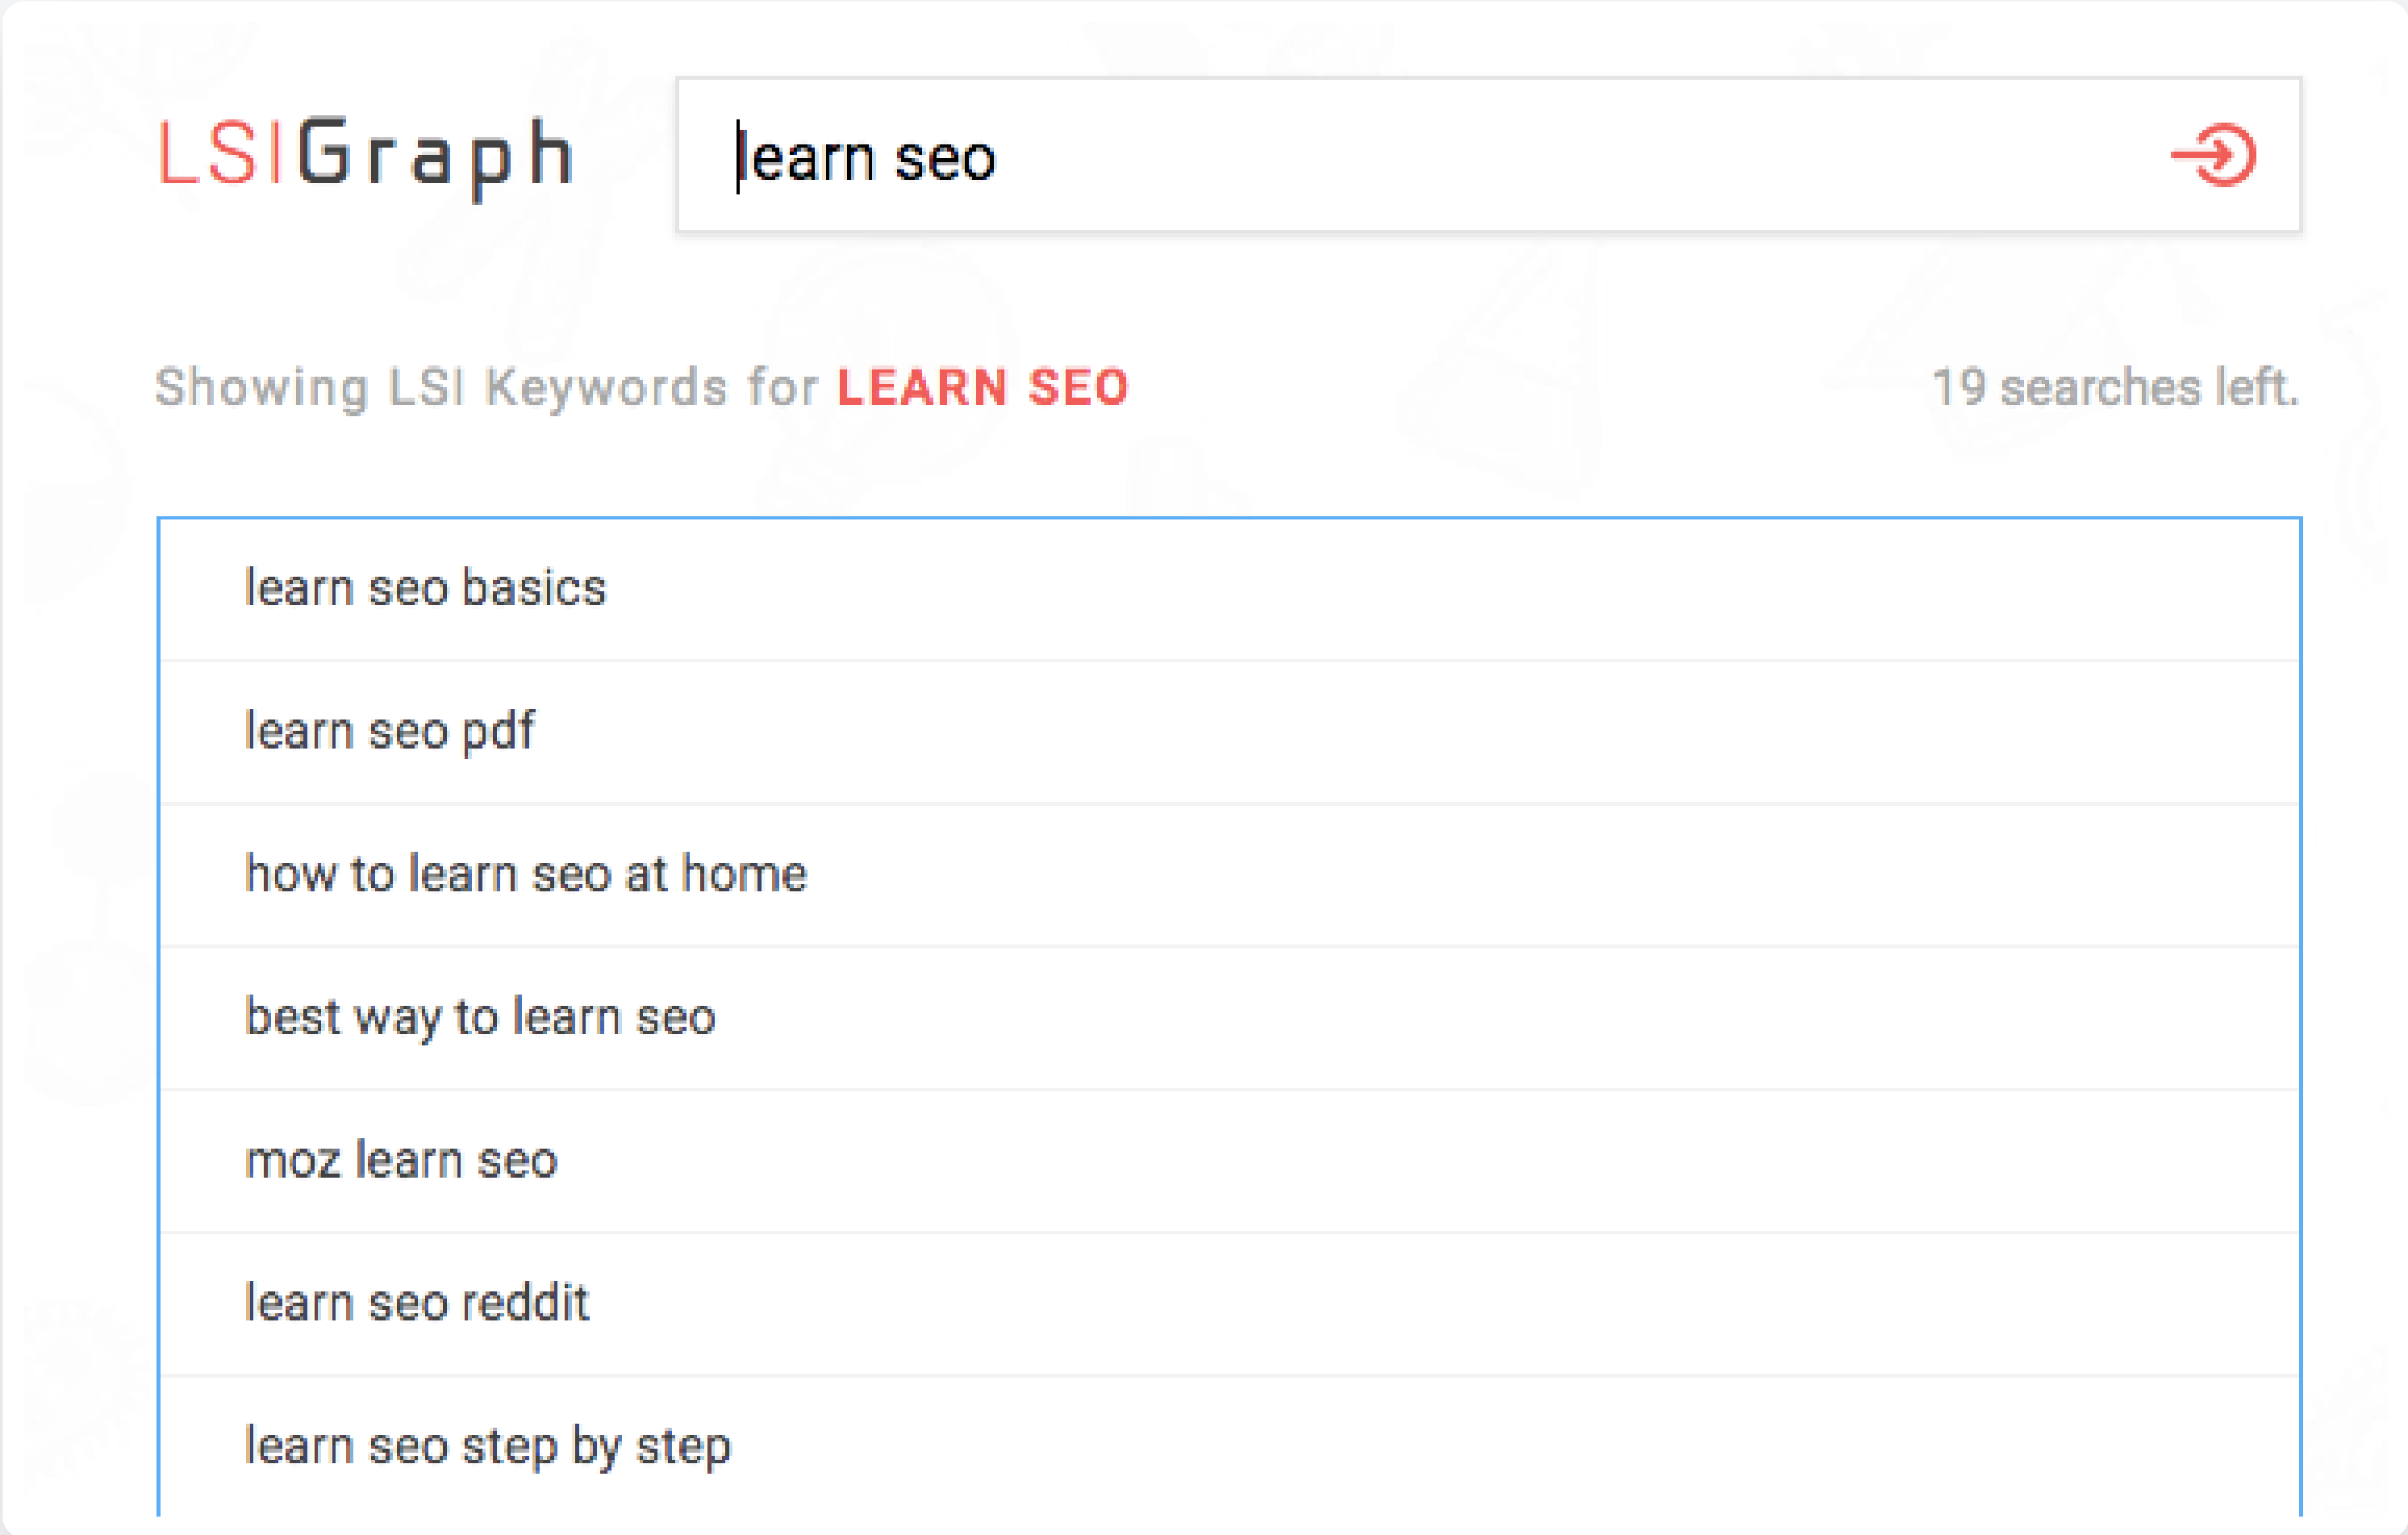 LSIGraph
learn seo
Showing LSI Keywords for LEARN SEO
19 searches left.
learn seo basics
learn seo pdf
how to learn seo at home
best way to learn seo
moz learn seo
learn seo reddit
learn seo step by step